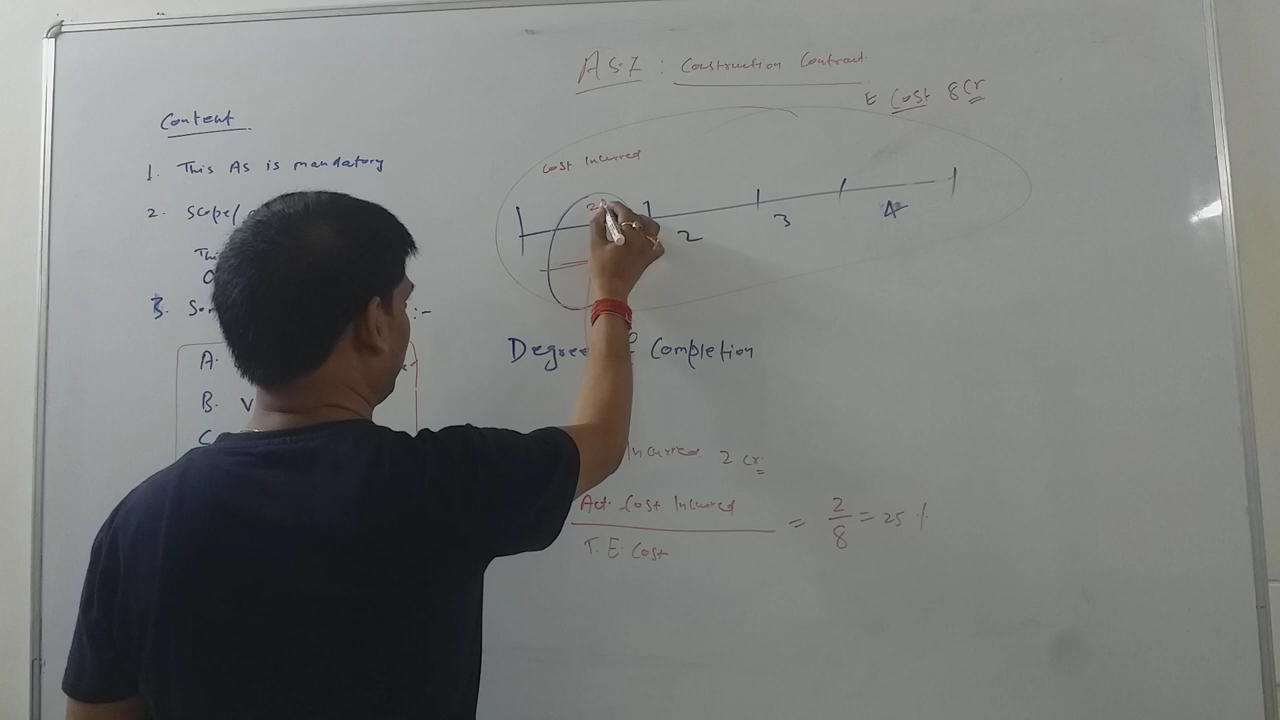 AS-7 : Construction Contract
E Cost 8 Cr
Content
1. This AS is mandatory
2. Scope/
Cost Incurred
2
3
4
3.
:-
Degree Completion
A.
B. V
C
Incurred 2 cr.
Act. Cost Incurred
T. E. Cost
= 2/8 = 25 %